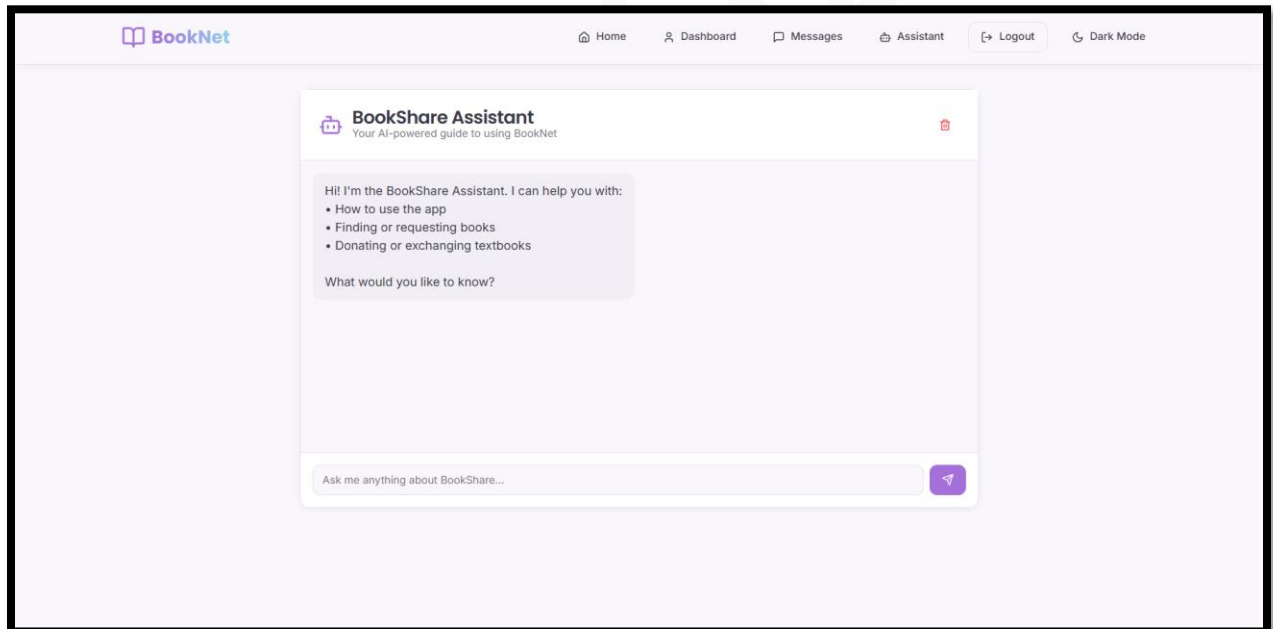 BookNet
Home Dashboard Messages Assistant Logout Dark Mode
BookShare Assistant
Your AI-powered guide to using BookNet
Hi! I'm the BookShare Assistant. I can help you with:
• How to use the app
• Finding or requesting books
• Donating or exchanging textbooks
What would you like to know?
Ask me anything about BookShare...